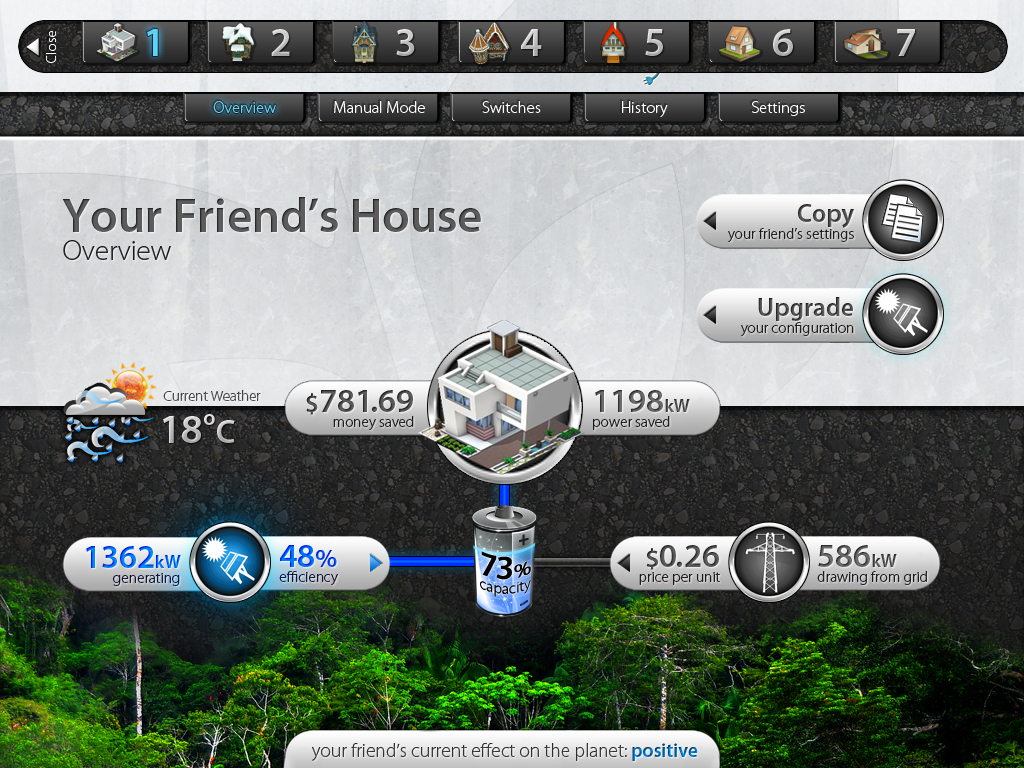 Close
1
2
3
4
5
6
7
Overview
Manual Mode
Switches
History
Settings
Your Friend's House
Overview
Copy
your friend's settings
Upgrade
your configuration
Current Weather
18°C
$781.69
money saved
1198kW
power saved
1362kW
generating
48%
efficiency
+
73%
capacity
-
$0.26
price per unit
586kW
drawing from grid
your friend's current effect on the planet: positive